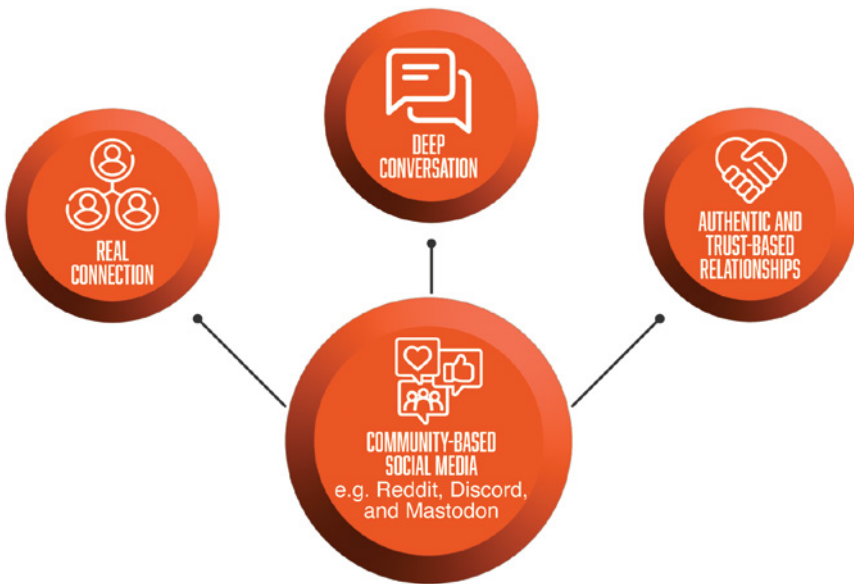 DEEP
CONVERSATION
REAL
CONNECTION
AUTHENTIC AND
TRUST-BASED
RELATIONSHIPS
COMMUNITY-BASED
SOCIAL MEDIA
e.g. Reddit, Discord,
and Mastodon